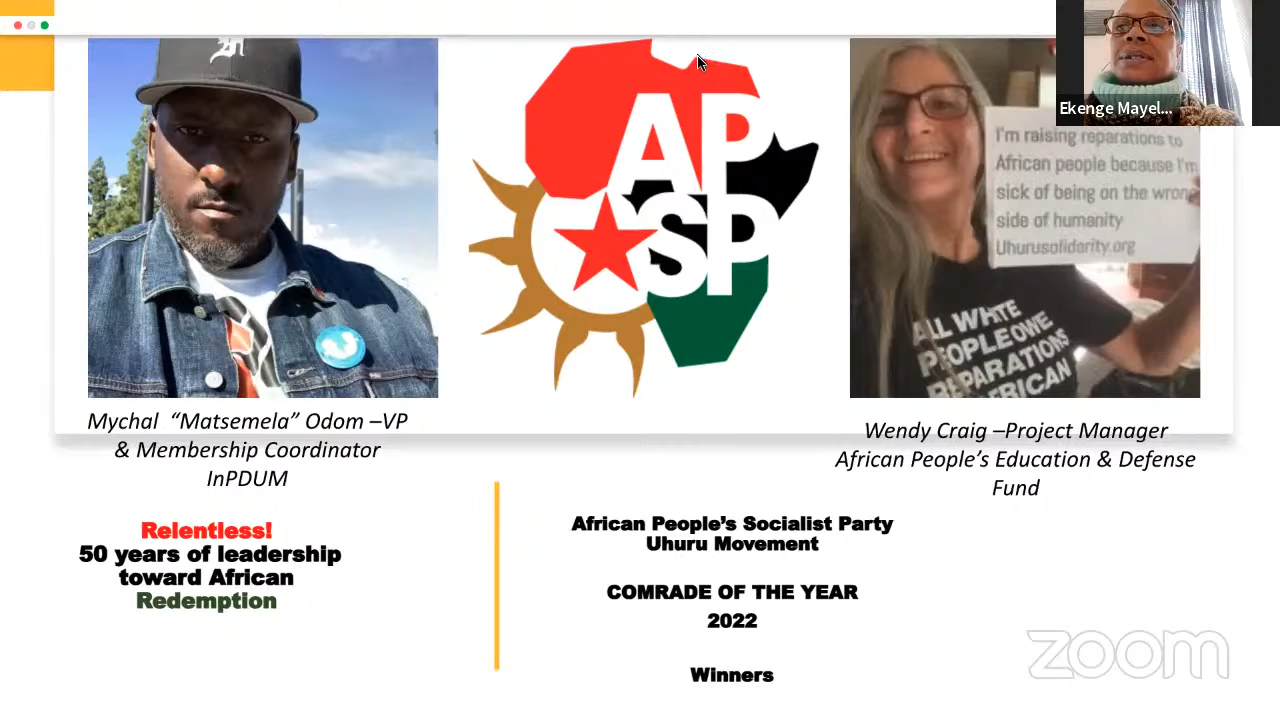 Ekenge Mayel...
AP
SP
I'm raising reparations to
African people because I'm
sick of being on the wrong
side of humanity
Uhurusolidarity.org
ALL WHITE
PEOPLE OWE
REPARATIONS
AFRICAN
Mychal “Matsemela” Odom –VP
& Membership Coordinator
InPDUM
Wendy Craig –Project Manager
African People’s Education & Defense
Fund
Relentless!
50 years of leadership
toward African
Redemption
African People’s Socialist Party
Uhuru Movement
COMRADE OF THE YEAR
2022
Winners
zoom